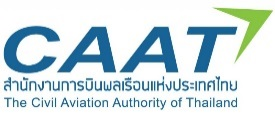 CAAT
สำนักงานการบินพลเรือนแห่งประเทศไทย
The Civil Aviation Authority of Thailand